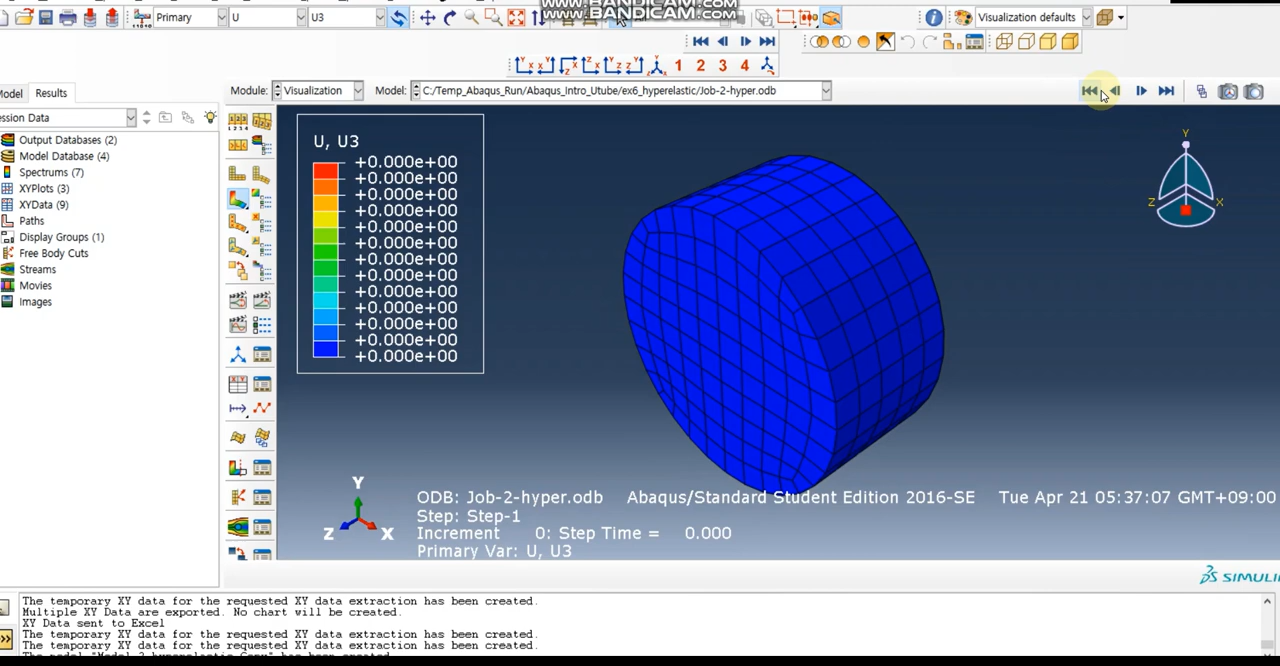 www.BANDICAM.com
www.BANDICAM.com
Primary U U3 Visualization defaults
1 2 3 4
Model Results
Module: Visualization Model: C:/Temp_Abaqus_Run/Abaqus_Intro_Utube/ex6_hyperelastic/Job-2-hyper.odb
ession Data
Output Databases (2)
Model Database (4)
Spectrums (7)
XYPlots (3)
XYData (9)
Paths
Display Groups (1)
Free Body Cuts
Streams
Movies
Images
U, U3
+0.000e+00
+0.000e+00
+0.000e+00
+0.000e+00
+0.000e+00
+0.000e+00
+0.000e+00
+0.000e+00
+0.000e+00
+0.000e+00
+0.000e+00
+0.000e+00
+0.000e+00
Y
Z X
Y
Z X
ODB: Job-2-hyper.odb Abaqus/Standard Student Edition 2016-SE Tue Apr 21 05:37:07 GMT+09:00
Step: Step-1
Increment 0: Step Time = 0.000
Primary Var: U, U3
SIMULI
The temporary XY data for the requested XY data extraction has been created.
Multiple XY Data are exported. No chart will be created.
XY Data sent to Excel
The temporary XY data for the requested XY data extraction has been created.
The temporary XY data for the requested XY data extraction has been created.